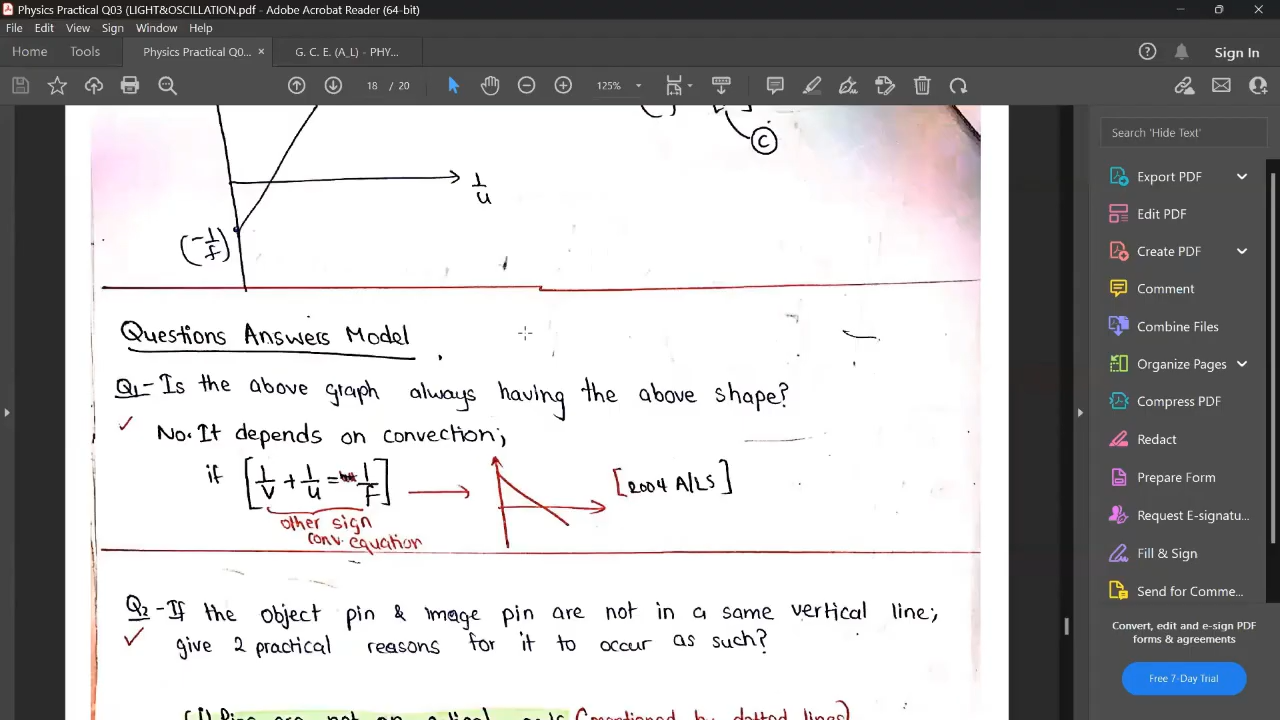 Physics Practical Q03 (LIGHT&OSCILLATION.pdf - Adobe Acrobat Reader (64-bit)
File Edit View Sign Window Help
Home Tools Physics Practical Q0... × G. C. E. (A_L) - PHY... Sign In
18 / 20 125%
C
1/u
(-1/f)
Questions Answers Model
Q1 - Is the above graph always having the above shape?
No. It depends on convection;
if [1/v + 1/u = 1/f] [2004 A/LS]
other sign
conv. equation
Q2 - If the object pin & image pin are not in a same vertical line;
give 2 practical reasons for it to occur as such?
Search 'Hide Text'
Export PDF
Edit PDF
Create PDF
Comment
Combine Files
Organize Pages
Compress PDF
Redact
Prepare Form
Request E-signatu...
Fill & Sign
Send for Comme...
Convert, edit and e-sign PDF
forms & agreements
Free 7-Day Trial